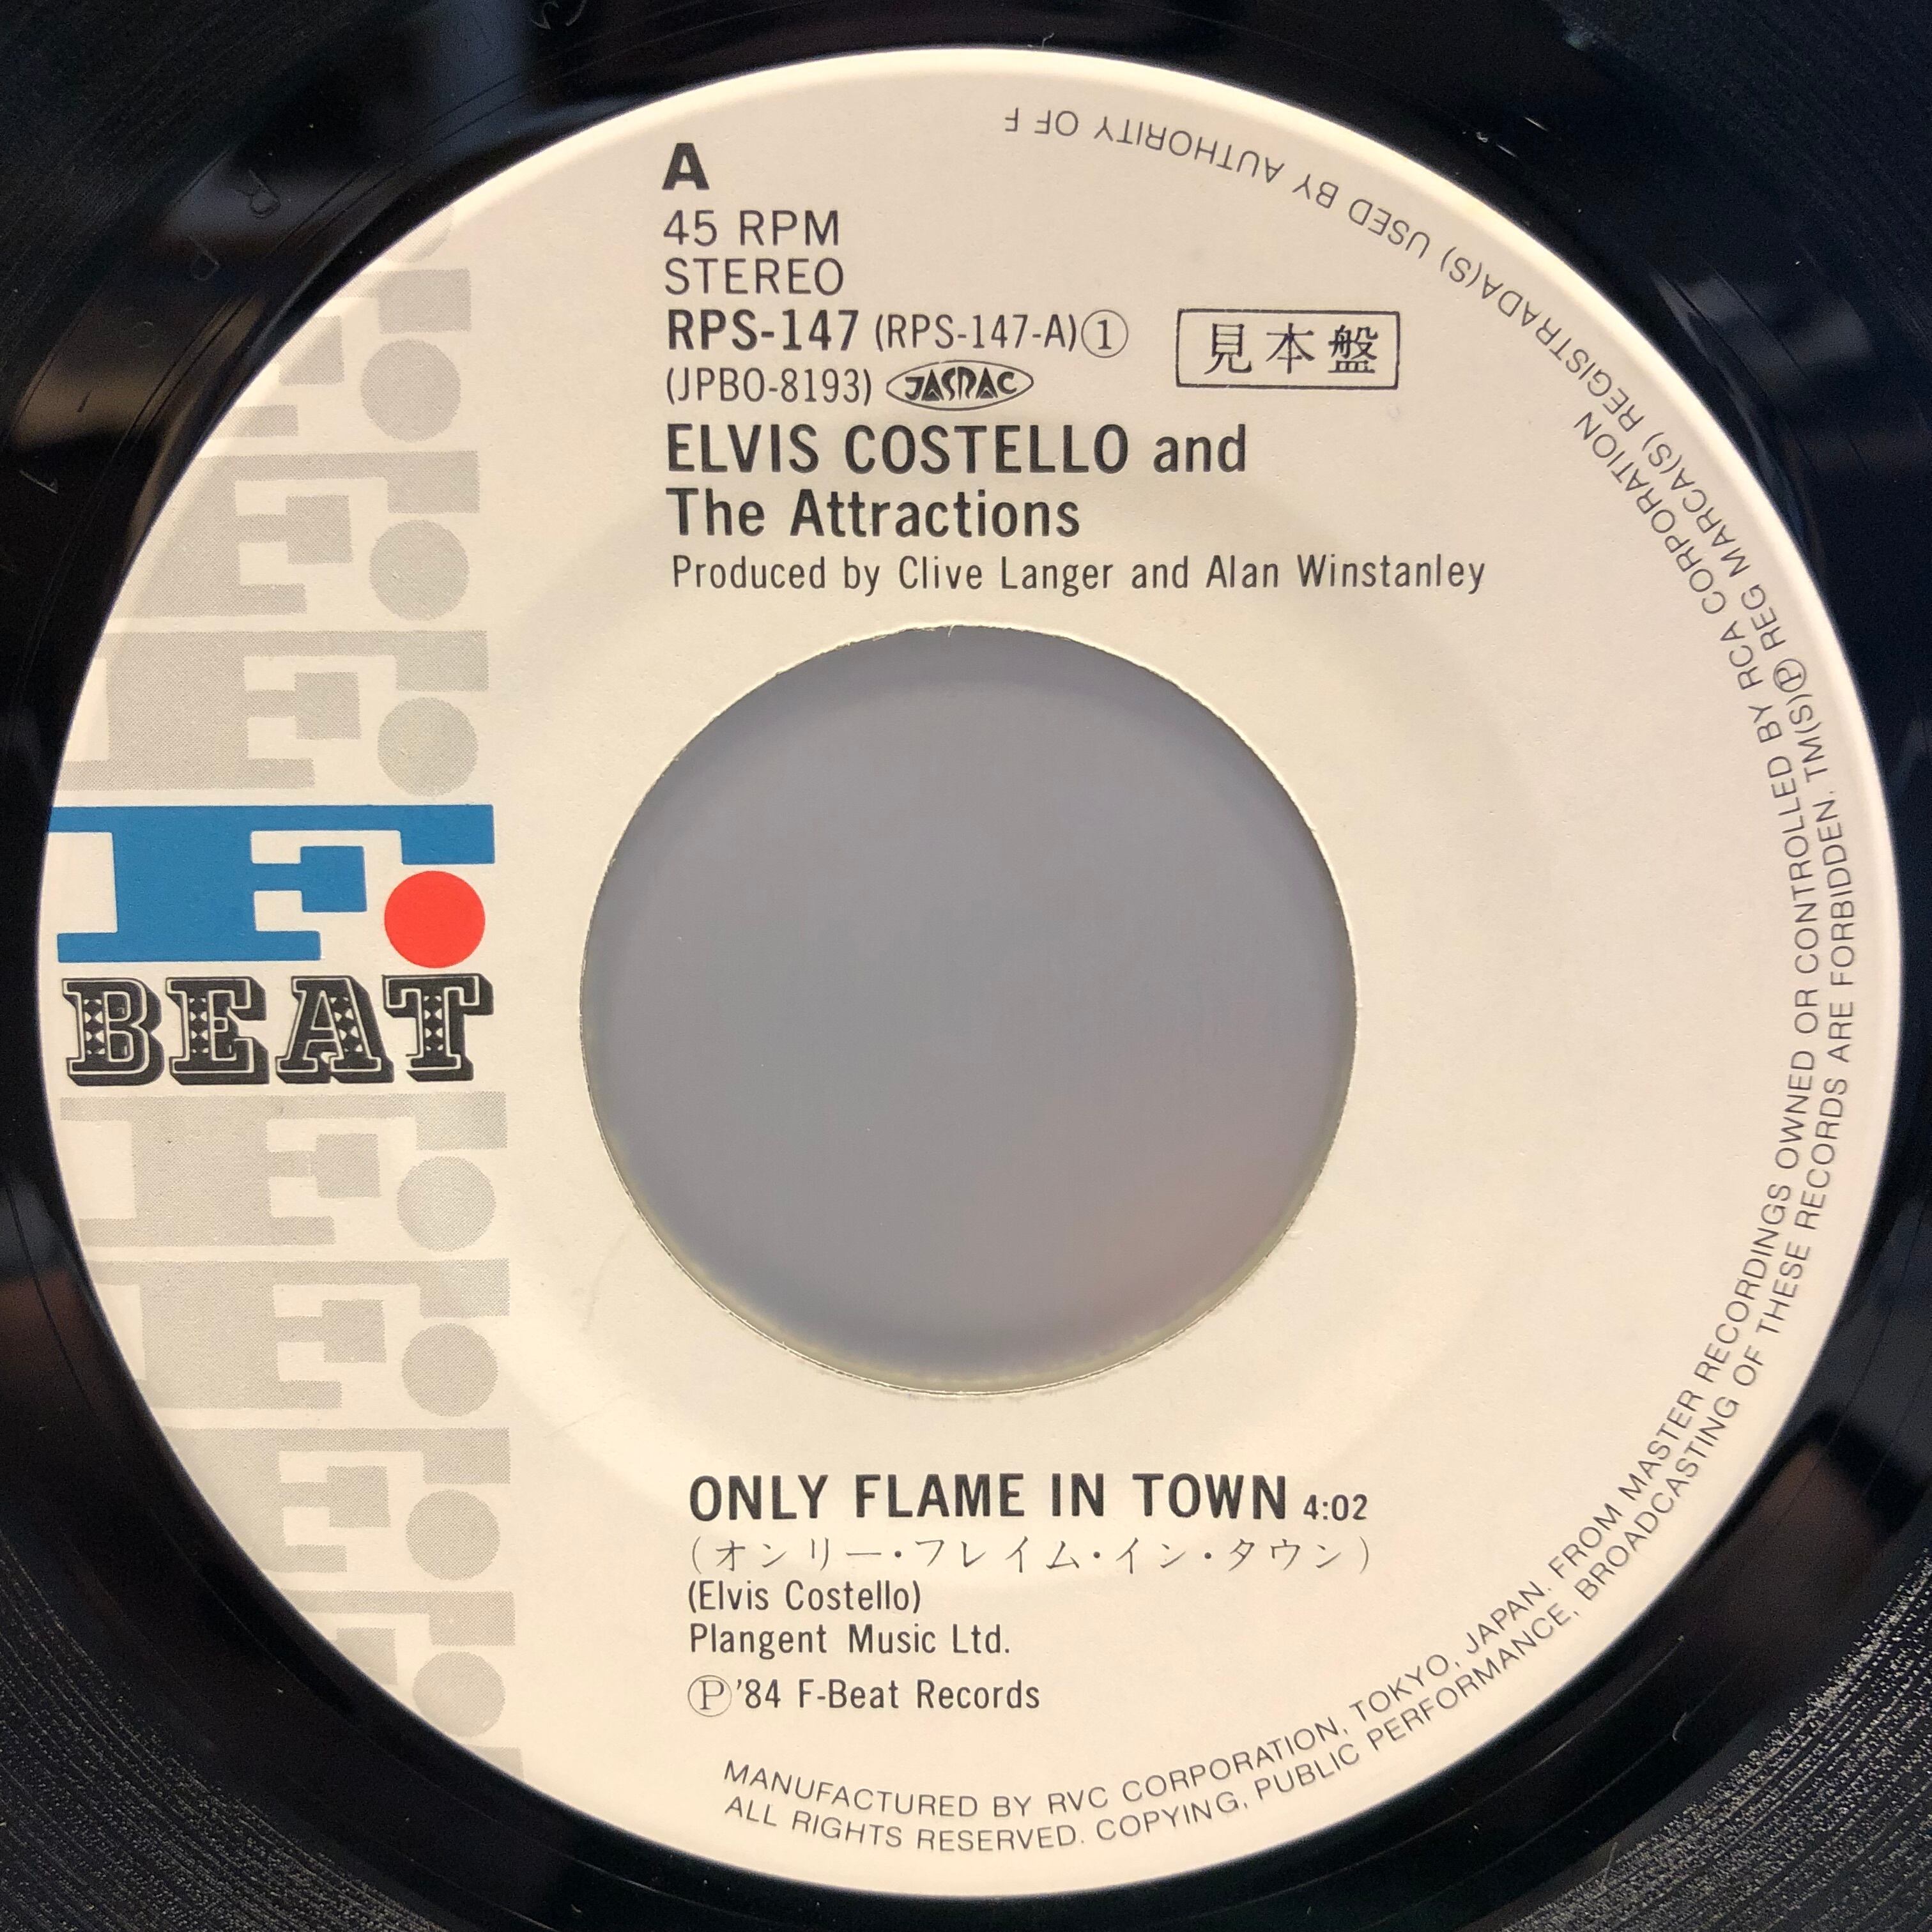 A
45 RPM
STEREO
RPS-147 (RPS-147-A)①
見本盤
(JPBO-8193) JASRAC
ELVIS COSTELLO and
The Attractions
Produced by Clive Langer and Alan Winstanley
F.
BEAT
ONLY FLAME IN TOWN 4:02
(オンリー・フレイム・イン・タウン)
(Elvis Costello)
Plangent Music Ltd.
Ⓟ'84 F-Beat Records
MANUFACTURED BY RVC CORPORATION, TOKYO, JAPAN. FROM MASTER RECORDINGS OWNED OR CONTROLLED BY RCA CORPORATION
ALL RIGHTS RESERVED. COPYING, PUBLIC PERFORMANCE, BROADCASTING OF THESE RECORDS ARE FORBIDDEN. TM(S)Ⓟ REG MARCA(S) REGISTRADA(S) USED BY AUTHORITY OF F